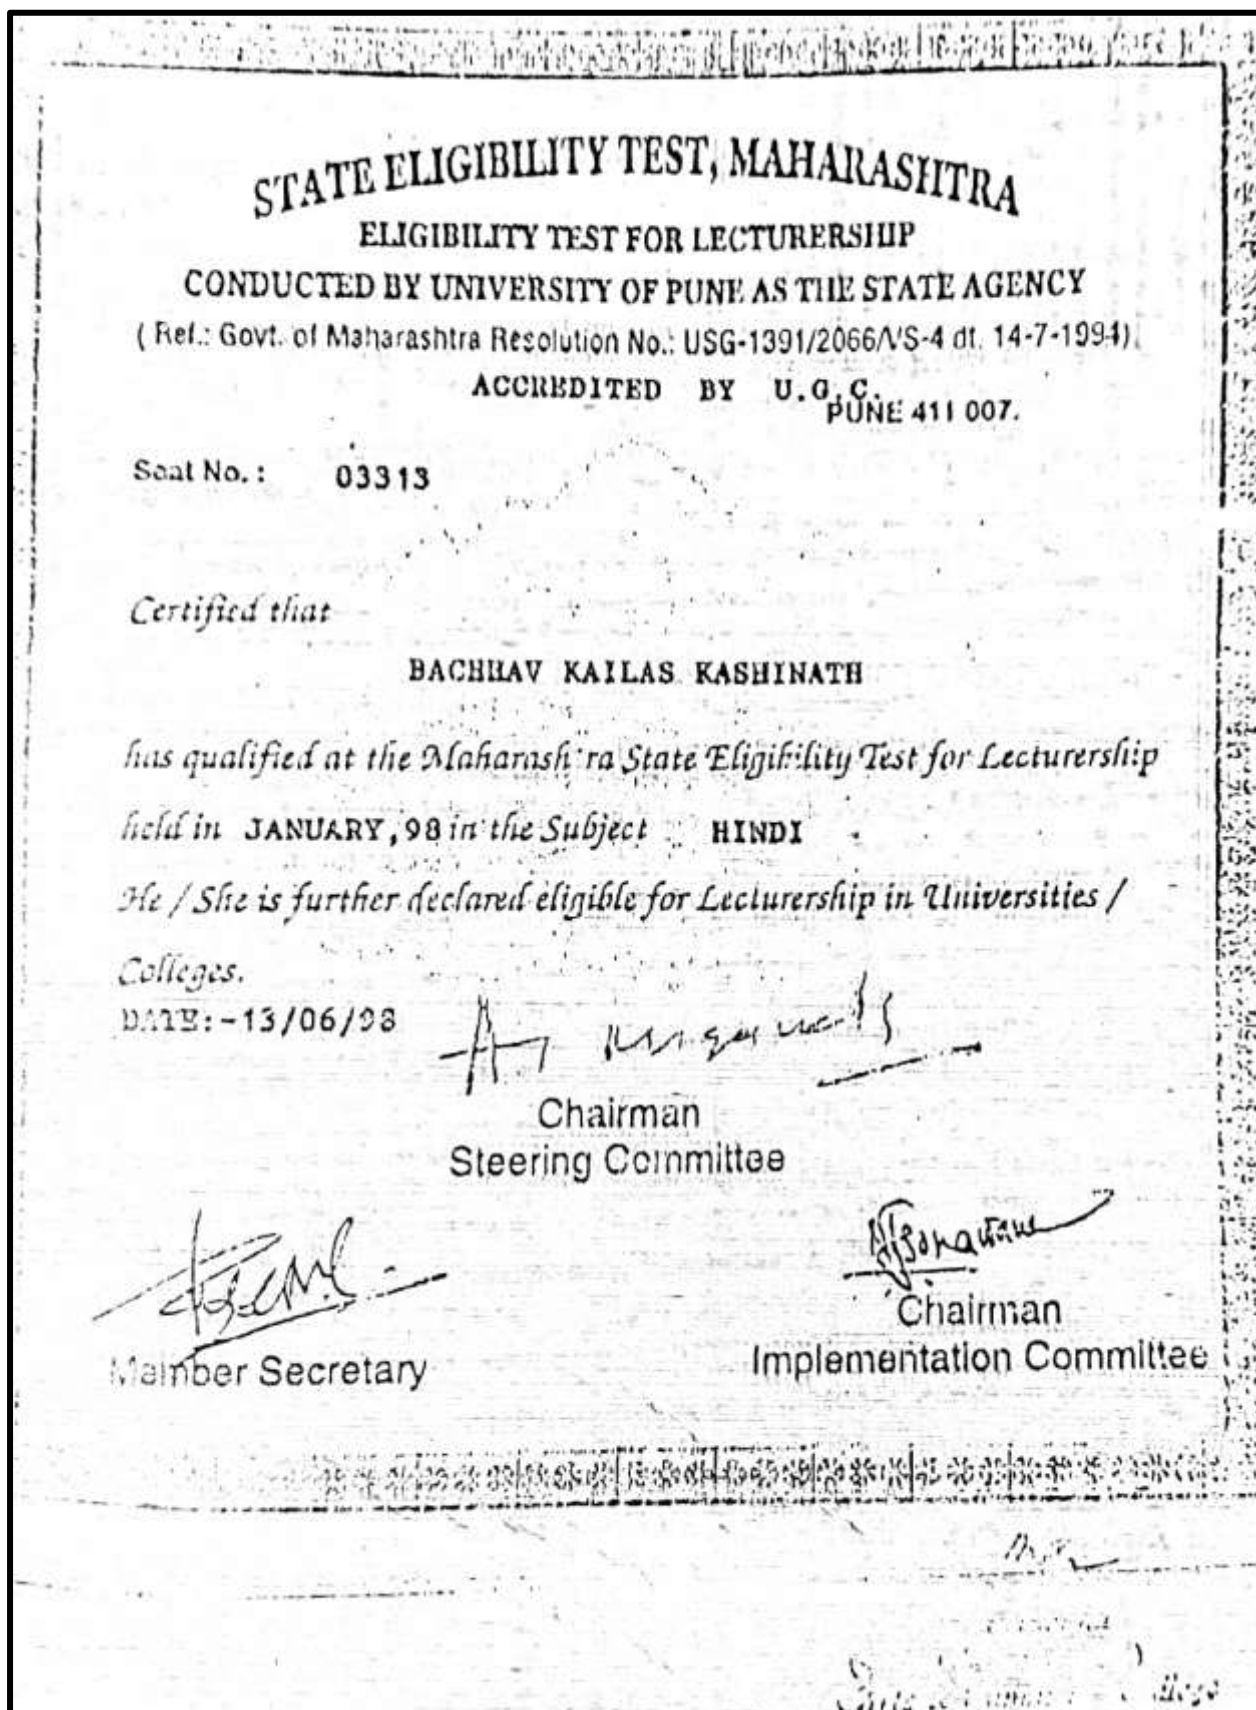 STATE ELIGIBILITY TEST, MAHARASHTRA
ELIGIBILITY TEST FOR LECTURERSHIP
CONDUCTED BY UNIVERSITY OF PUNE AS THE STATE AGENCY
( Ref.: Govt. of Maharashtra Resolution No.: USG-1391/2066/VS-4 dt. 14-7-1994)
ACCREDITED BY U.G.C.
PUNE 411 007.
Seat No. : 03313
Certified that
BACHHAV KAILAS KASHINATH
has qualified at the Maharashtra State Eligibility Test for Lecturership
held in JANUARY,98 in the Subject HINDI
He / She is further declared eligible for Lecturership in Universities /
Colleges.
DATE:-13/06/98
Chairman
Steering Committee
Chairman
Member Secretary
Implementation Committee